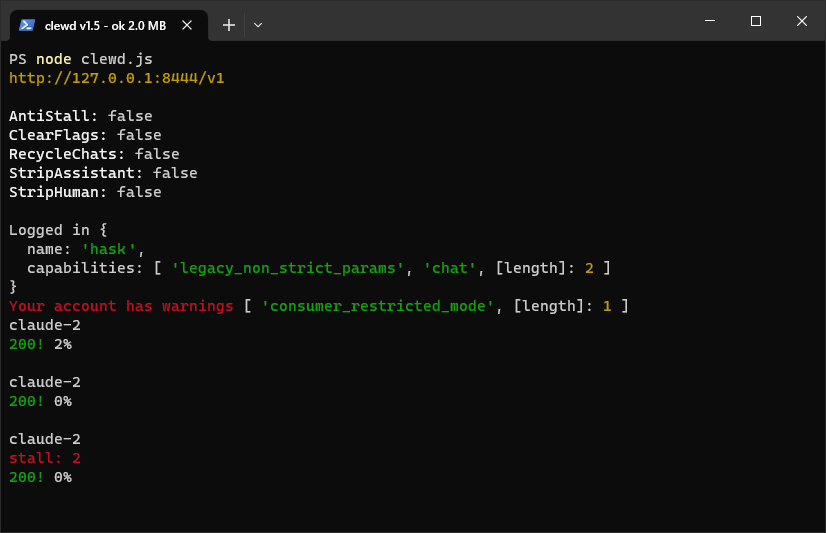 clewd v1.5 - ok 2.0 MB
PS node clewd.js
http://127.0.0.1:8444/v1
AntiStall: false
ClearFlags: false
RecycleChats: false
StripAssistant: false
StripHuman: false
Logged in {
  name: 'hask',
  capabilities: [ 'legacy_non_strict_params', 'chat', [length]: 2 ]
}
Your account has warnings [ 'consumer_restricted_mode', [length]: 1 ]
claude-2
200! 2%
claude-2
200! 0%
claude-2
stall: 2
200! 0%